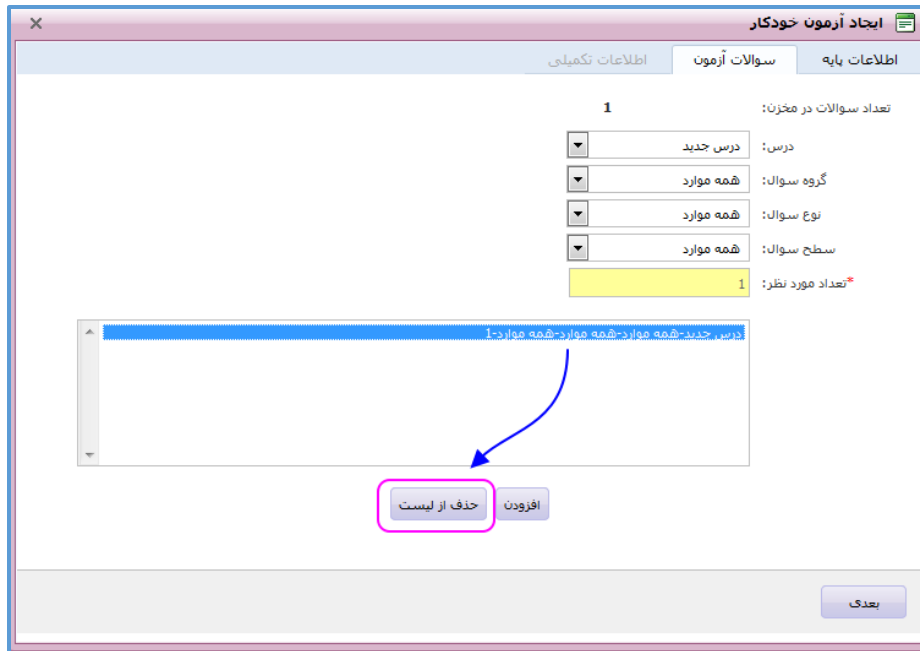 ایجاد آزمون خودکار
اطلاعات پایه سوالات آزمون اطلاعات تکمیلی
تعداد سوالات در مخزن: 1
درس: درس جدید
گروه سوال: همه موارد
نوع سوال: همه موارد
سطح سوال: همه موارد
*تعداد مورد نظر: 1
درس جدید-همه موارد-همه موارد-همه موارد-1
افزودن حذف از لیست
بعدی